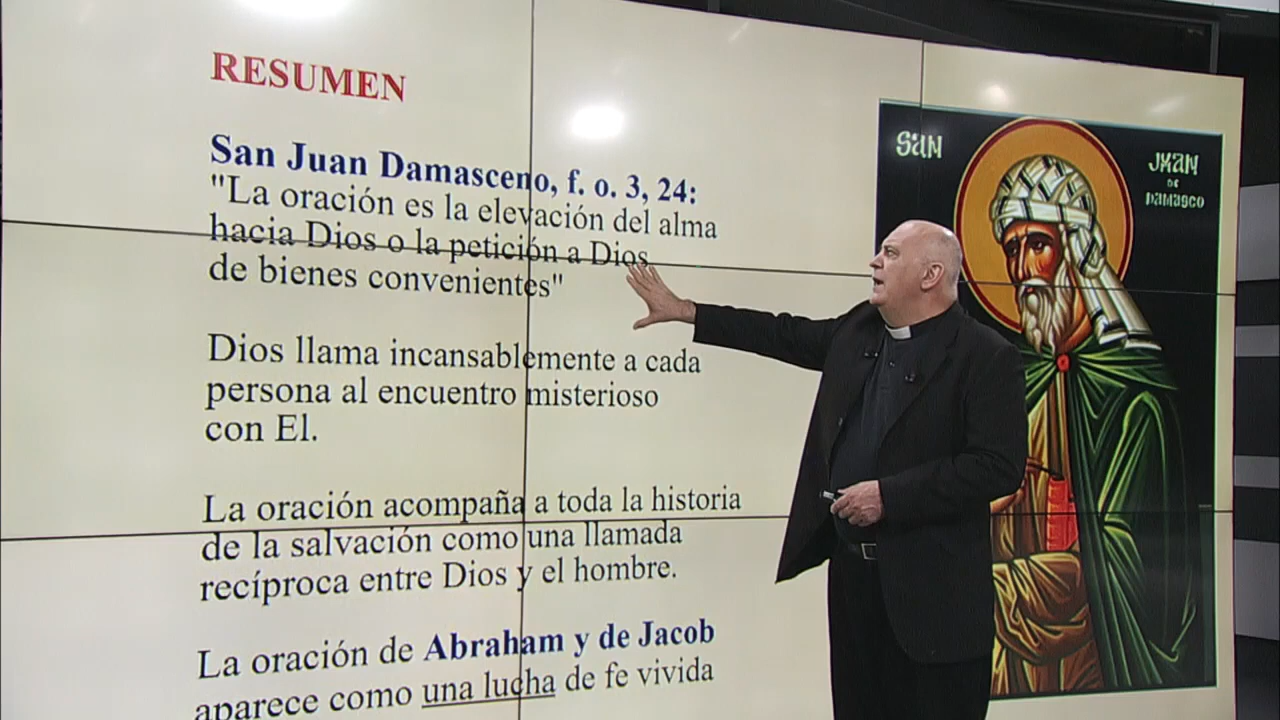 RESUMEN
San Juan Damasceno, f. o. 3, 24:
"La oración es la elevación del alma
hacia Dios o la petición a Dios
de bienes convenientes"
Dios llama incansablemente a cada
persona al encuentro misterioso
con El.
La oración acompaña a toda la historia
de la salvación como una llamada
recíproca entre Dios y el hombre.
La oración de Abraham y de Jacob
aparece como una lucha de fe vivida
SAN
JUAN
DE
DAMASCO